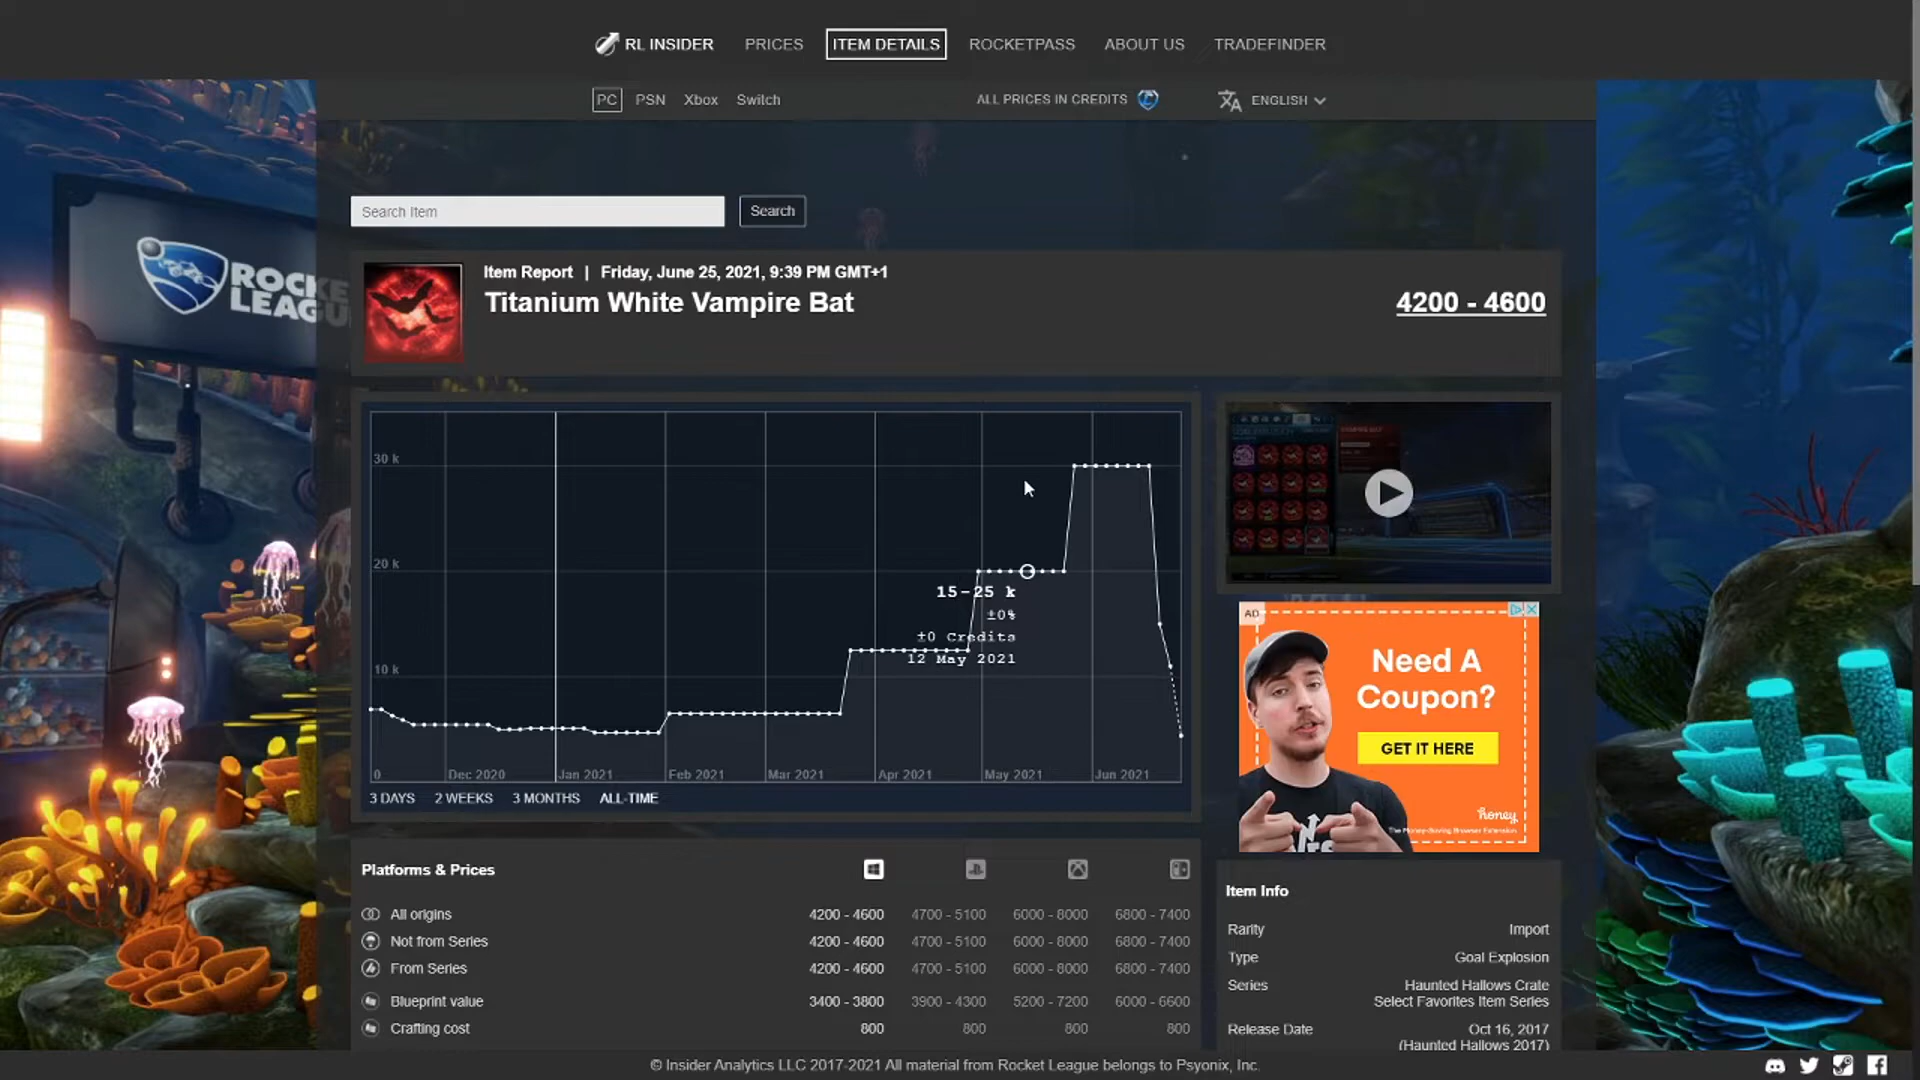 RL INSIDER PRICES ITEM DETAILS ROCKETPASS ABOUT US TRADEFINDER
PC PSN Xbox Switch ALL PRICES IN CREDITS ENGLISH
Search Item Search
Item Report | Friday, June 25, 2021, 9:39 PM GMT+1
Titanium White Vampire Bat 4200 - 4600
ROCKE
LEAGU
30 k
20 k
15-25 k
±0%
±0 Credits
12 May 2021
10 k
0 Dec 2020 Jan 2021 Feb 2021 Mar 2021 Apr 2021 May 2021 Jun 2021
3 DAYS 2 WEEKS 3 MONTHS ALL-TIME
AD
Need A
Coupon?
GET IT HERE
honey
The Money-Saving Browser Extension
Platforms & Prices
All origins 4200 - 4600 4700 - 5100 6000 - 8000 6800 - 7400
Not from Series 4200 - 4600 4700 - 5100 6000 - 8000 6800 - 7400
From Series 4200 - 4600 4700 - 5100 6000 - 8000 6800 - 7400
Blueprint value 3400 - 3800 3900 - 4300 5200 - 7200 6000 - 6600
Crafting cost 800 800 800 800
Item Info
Rarity Import
Type Goal Explosion
Series Haunted Hallows Crate
Select Favorites Item Series
Release Date Oct 16, 2017
(Haunted Hallows 2017)
© Insider Analytics LLC 2017-2021 All material from Rocket League belongs to Psyonix, Inc.